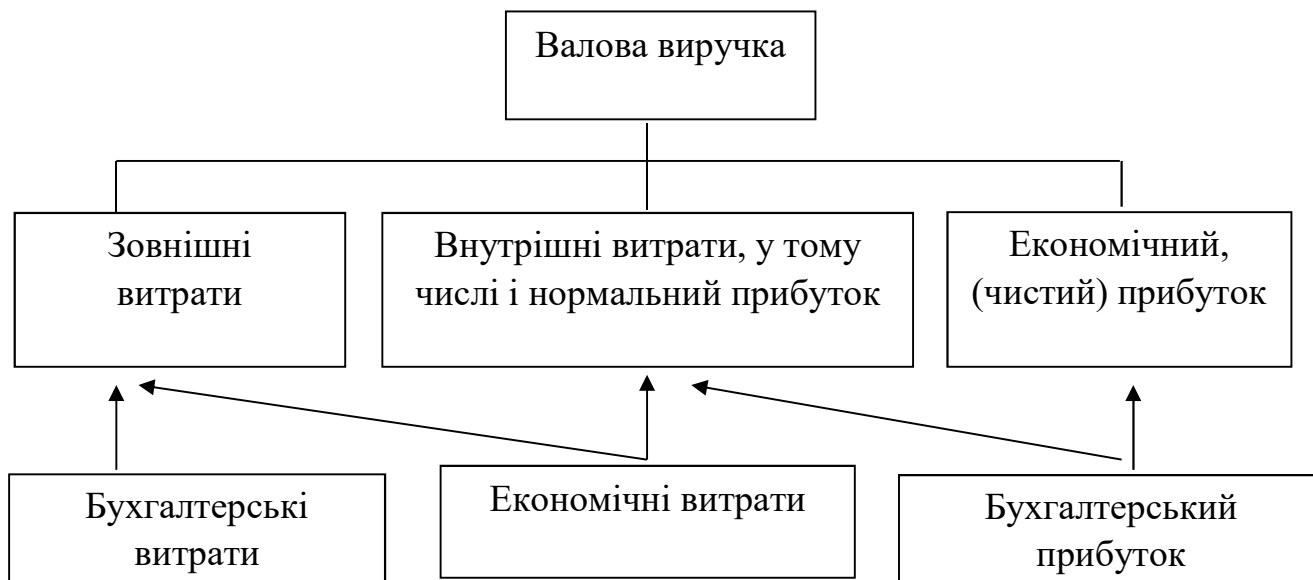 Валова виручка
Зовнішні
витрати
Внутрішні витрати, у тому
числі і нормальний прибуток
Економічний,
(чистий) прибуток
Бухгалтерські
витрати
Економічні витрати
Бухгалтерський
прибуток